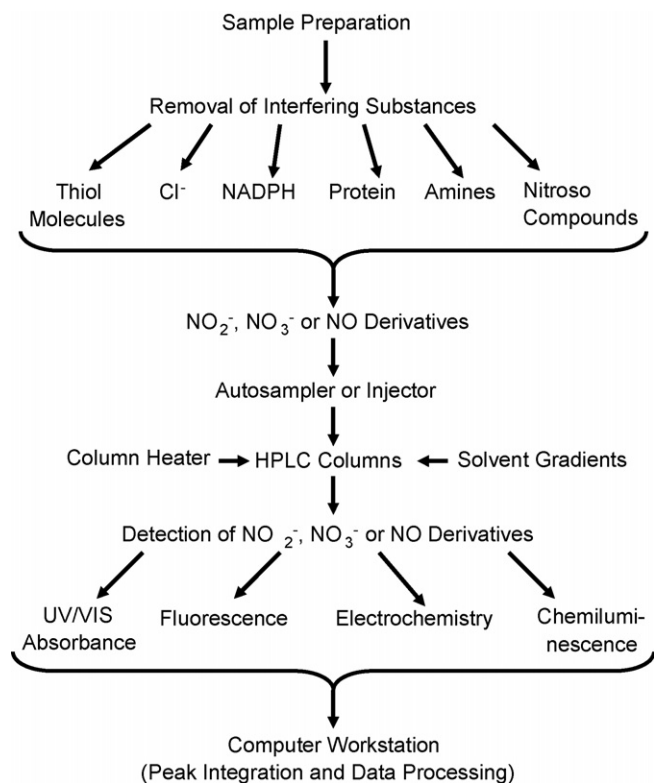 Sample Preparation
Removal of Interfering Substances
Thiol
Molecules
Cl⁻
NADPH
Protein
Amines
Nitroso
Compounds
NO₂⁻, NO₃⁻ or NO Derivatives
Autosampler or Injector
Column Heater
HPLC Columns
Solvent Gradients
Detection of NO ₂⁻, NO₃⁻ or NO Derivatives
UV/VIS
Absorbance
Fluorescence
Electrochemistry
Chemilumi-
nescence
Computer Workstation
(Peak Integration and Data Processing)